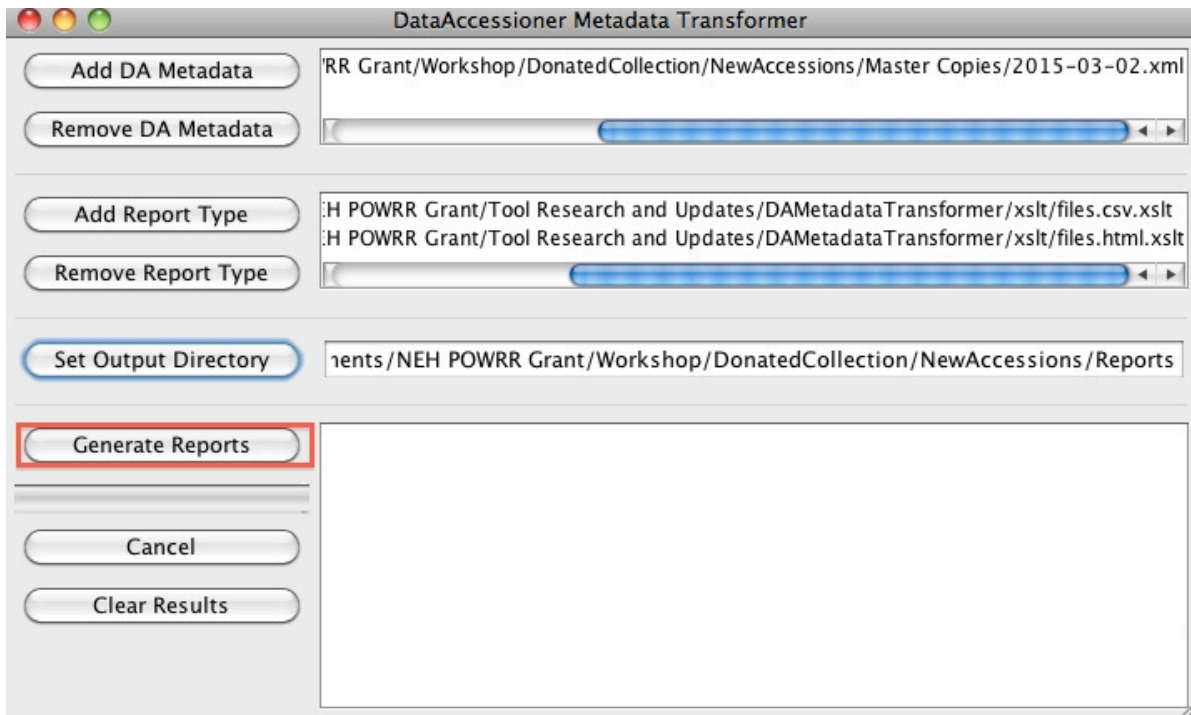 DataAccessioner Metadata Transformer
Add DA Metadata
'RR Grant/Workshop/DonatedCollection/NewAccessions/Master Copies/2015-03-02.xml
Remove DA Metadata
Add Report Type
H POWRR Grant/Tool Research and Updates/DAMetadataTransformer/xslt/files.csv.xslt
H POWRR Grant/Tool Research and Updates/DAMetadataTransformer/xslt/files.html.xslt
Remove Report Type
Set Output Directory
nents/NEH POWRR Grant/Workshop/DonatedCollection/NewAccessions/Reports
Generate Reports
Cancel
Clear Results